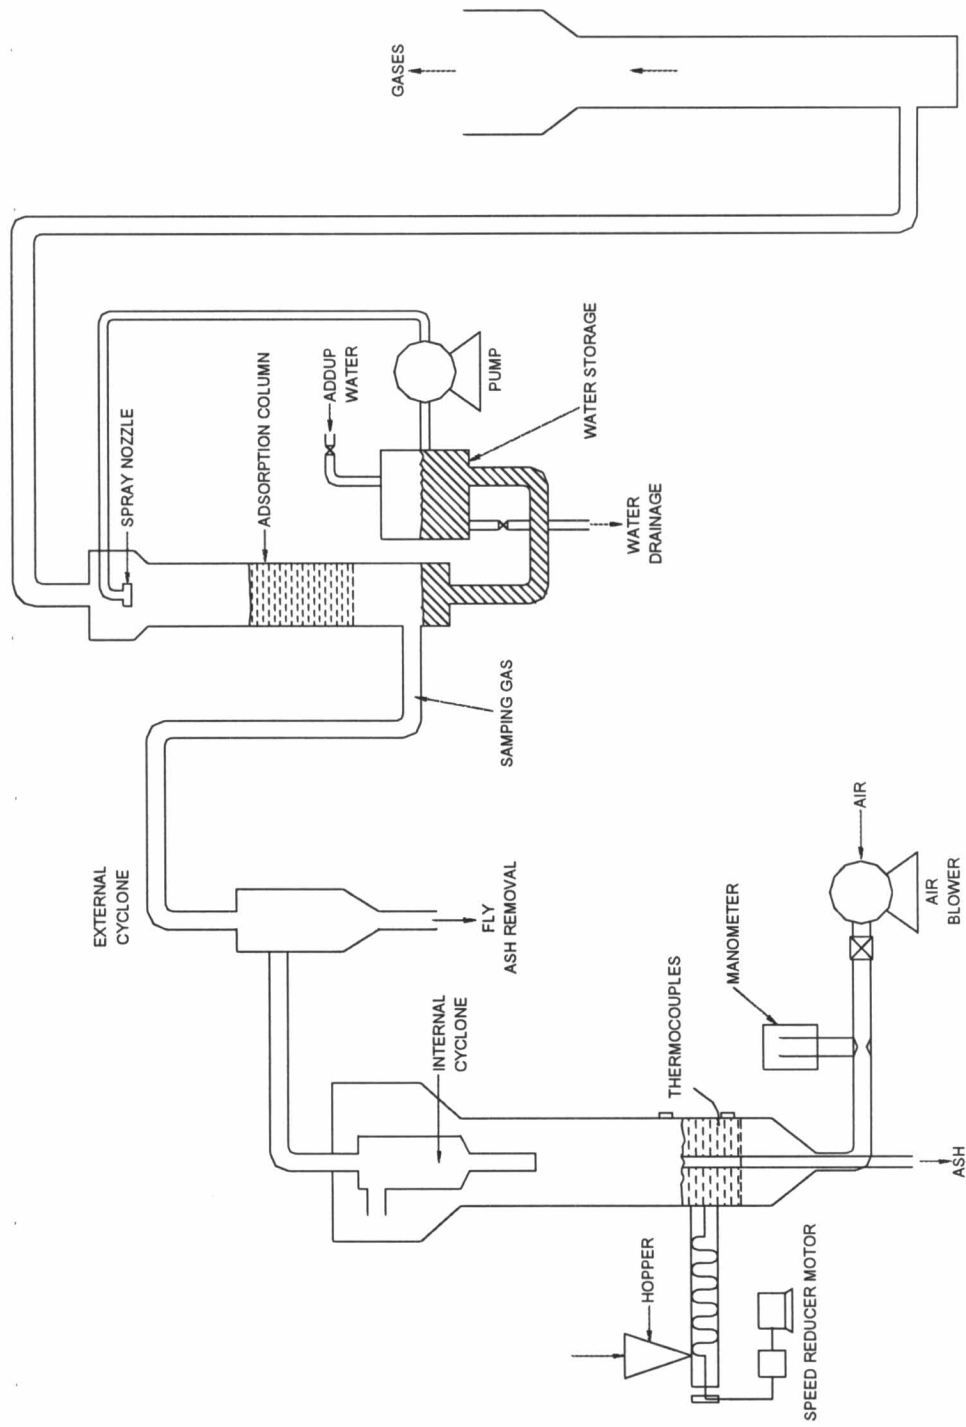 GASES
SPRAY NOZZLE
ADSORPTION COLUMN
ADDUP
WATER
PUMP
WATER STORAGE
WATER
DRAINAGE
SAMPING GAS
EXTERNAL
CYCLONE
FLY
ASH REMOVAL
INTERNAL
CYCLONE
THERMOCOUPLES
MANOMETER
AIR
AIR
BLOWER
HOPPER
SPEED REDUCER MOTOR
ASH